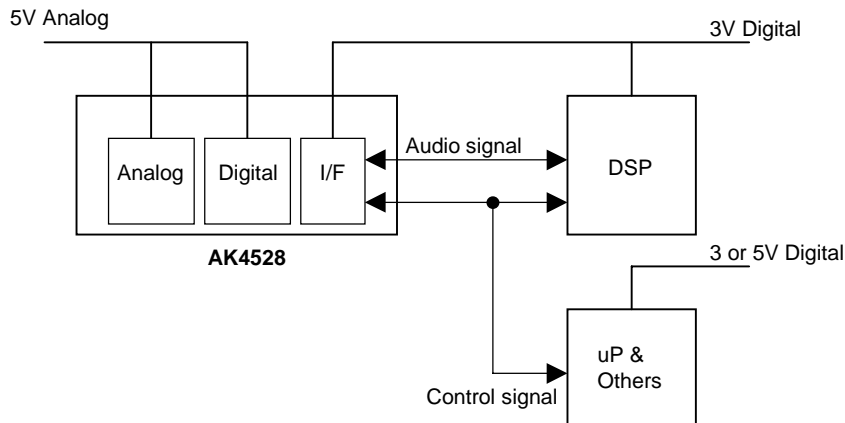 5V Analog
3V Digital
Analog
Digital
I/F
Audio signal
DSP
AK4528
3 or 5V Digital
uP &
Others
Control signal